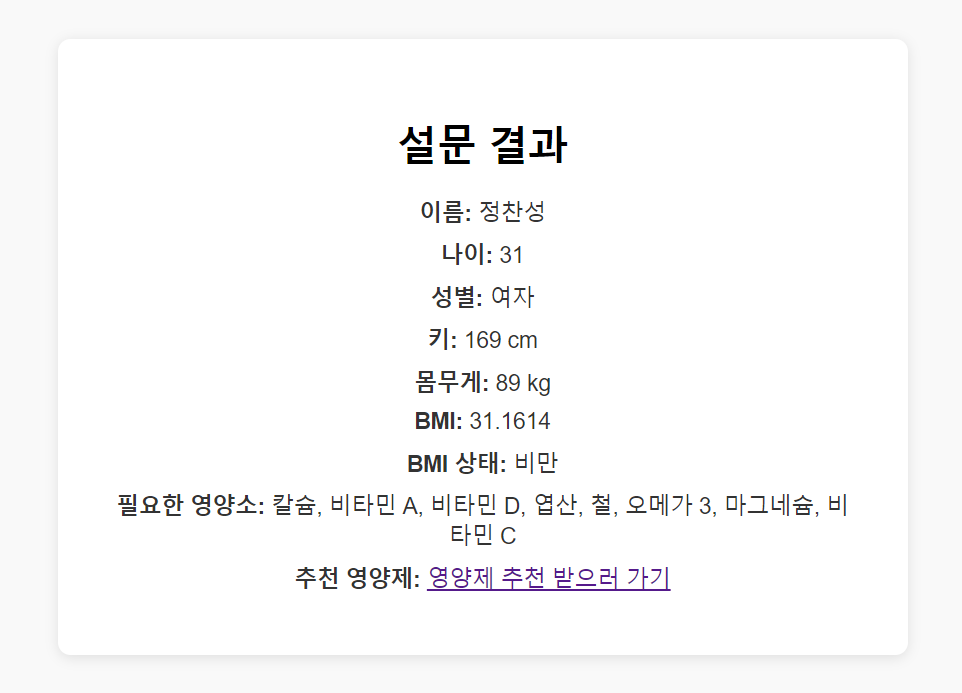 설문 결과
이름: 정찬성
나이: 31
성별: 여자
키: 169 cm
몸무게: 89 kg
BMI: 31.1614
BMI 상태: 비만
필요한 영양소: 칼슘, 비타민 A, 비타민 D, 엽산, 철, 오메가 3, 마그네슘, 비
타민 C
추천 영양제: 영양제 추천 받으러 가기